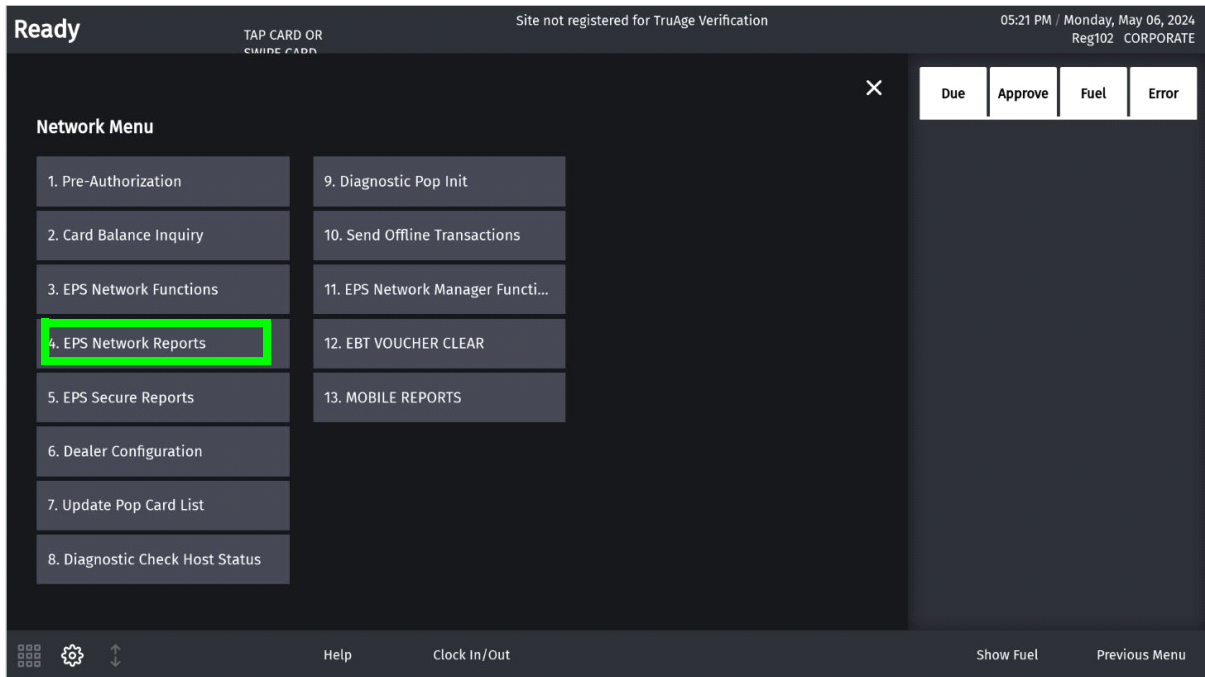 Ready
TAP CARD OR
SWIPE CARD
Site not registered for TruAge Verification
05:21 PM / Monday, May 06, 2024
Reg102 CORPORATE
Due
Approve
Fuel
Error
Network Menu
1. Pre-Authorization
2. Card Balance Inquiry
3. EPS Network Functions
4. EPS Network Reports
5. EPS Secure Reports
6. Dealer Configuration
7. Update Pop Card List
8. Diagnostic Check Host Status
9. Diagnostic Pop Init
10. Send Offline Transactions
11. EPS Network Manager Functi...
12. EBT VOUCHER CLEAR
13. MOBILE REPORTS
Help
Clock In/Out
Show Fuel
Previous Menu